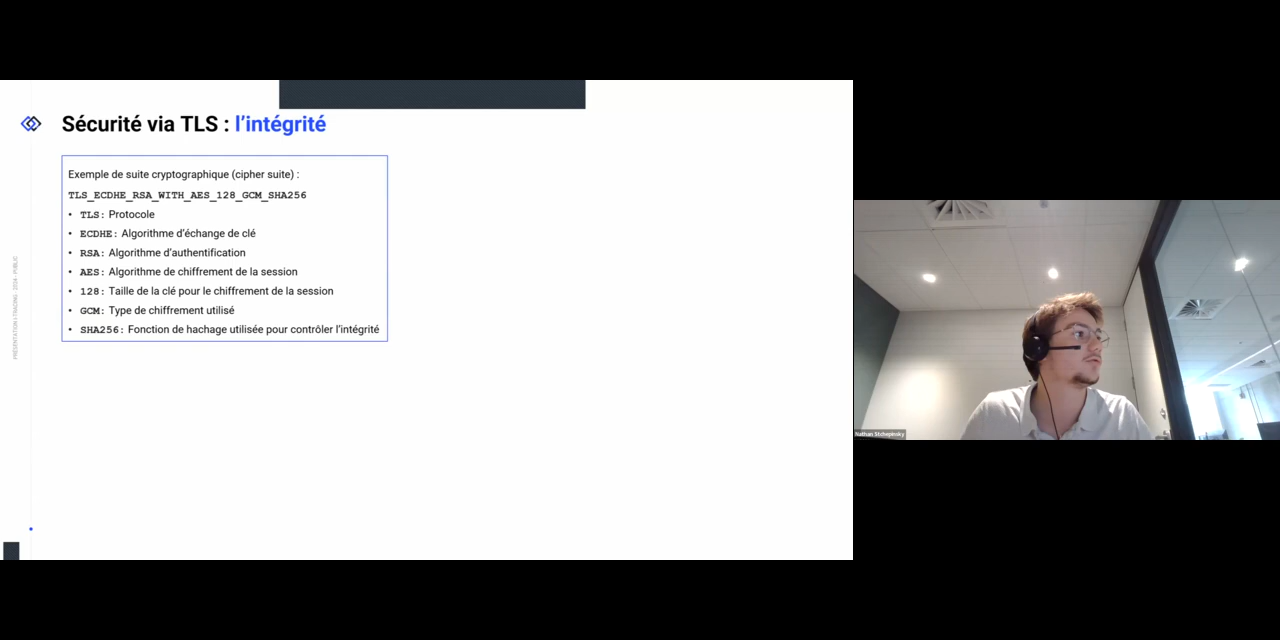 Sécurité via TLS : l'intégrité
Exemple de suite cryptographique (cipher suite) :
TLS_ECDHE_RSA_WITH_AES_128_GCM_SHA256
• TLS: Protocole
• ECDHE: Algorithme d'échange de clé
• RSA: Algorithme d'authentification
• AES: Algorithme de chiffrement de la session
• 128: Taille de la clé pour le chiffrement de la session
• GCM: Type de chiffrement utilisé
• SHA256: Fonction de hachage utilisée pour contrôler l'intégrité
2024 - PUBLIC
Nathan